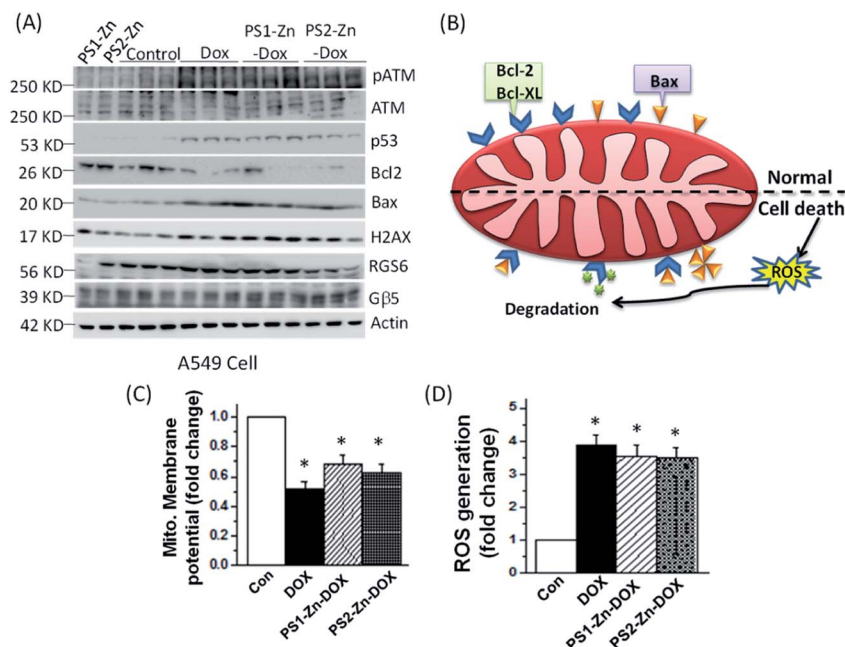 (A)
PS1-Zn
PS2-Zn
Control
Dox
PS1-Zn
-Dox
PS2-Zn
-Dox
250 KD
pATM
250 KD
ATM
53 KD
p53
26 KD
Bcl2
20 KD
Bax
17 KD
H2AX
56 KD
RGS6
39 KD
Gβ5
42 KD
Actin
A549 Cell
(B)
Bcl-2
Bcl-XL
Bax
Normal
Cell death
ROS
Degradation
(C)
Mito. Membrane
potential (fold change)
1.0
0.8
0.6
0.4
0.2
0.0
*
*
*
Con
DOX
PS1-Zn-DOX
PS2-Zn-DOX
(D)
ROS generation
(fold change)
5
4
3
2
1
0
*
*
*
Con
DOX
PS1-Zn-DOX
PS2-Zn-DOX